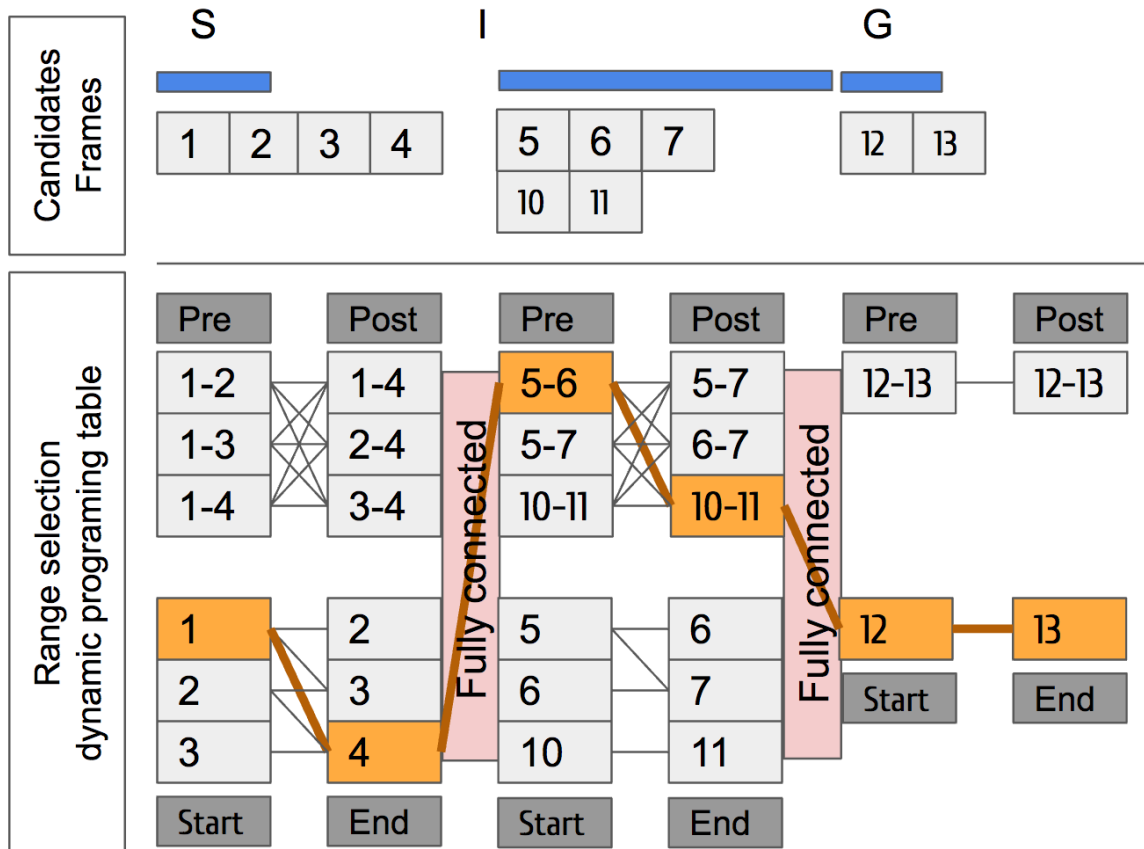 S I G
Candidates
Frames
1 2 3 4 5 6 7 12 13
10 11
Range selection
dynamic programing table
Pre Post Pre Post Pre Post
1-2 1-4 5-6 5-7 12-13 12-13
1-3 2-4 5-7 6-7
1-4 3-4 10-11 10-11
Fully connected
Fully connected
1 2 5 6 12 13
2 3 6 7 Start End
3 4 10 11
Start End Start End